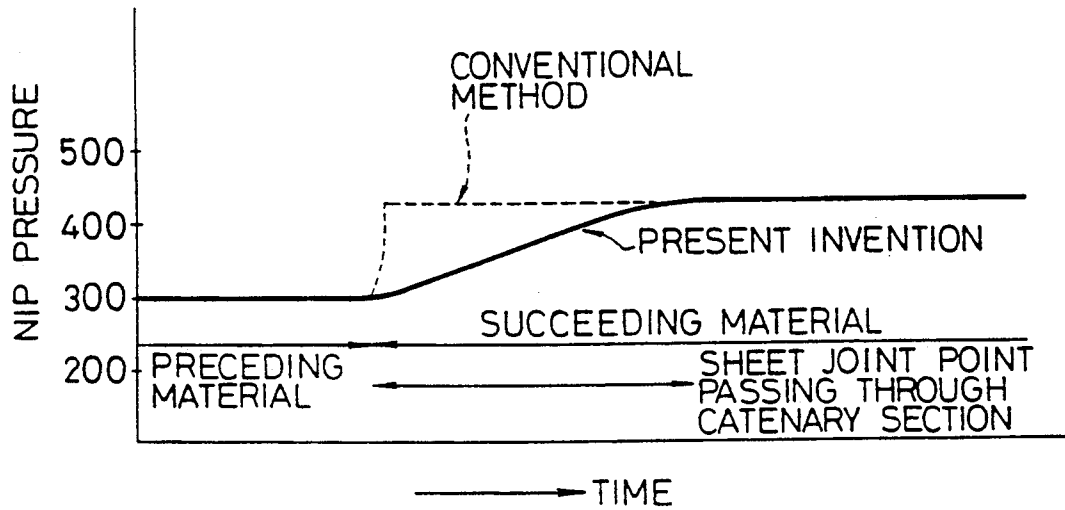 NIP PRESSURE
500
400
300
200
CONVENTIONAL
METHOD
PRESENT INVENTION
SUCCEEDING MATERIAL
PRECEDING
MATERIAL
SHEET JOINT POINT
PASSING THROUGH
CATENARY SECTION
TIME